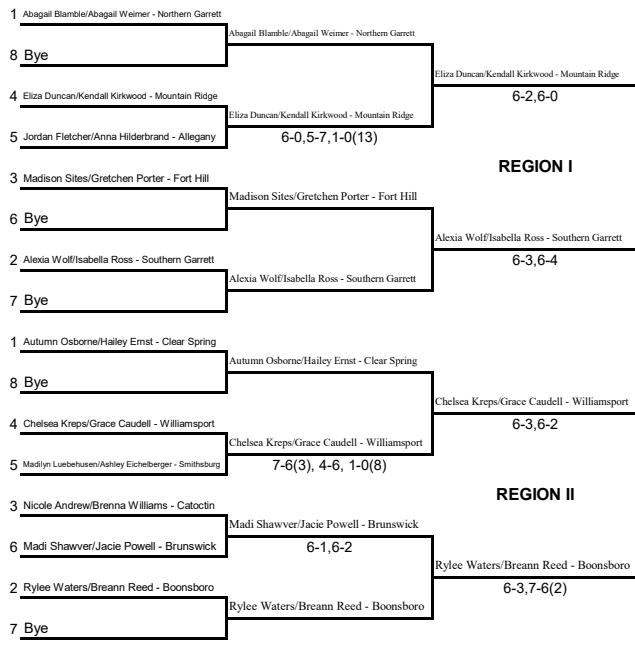 1 Abagail Blamble/Abagail Weimer - Northern Garrett
Abagail Blamble/Abagail Weimer - Northern Garrett
8 Bye
Eliza Duncan/Kendall Kirkwood - Mountain Ridge
6-2,6-0
4 Eliza Duncan/Kendall Kirkwood - Mountain Ridge
Eliza Duncan/Kendall Kirkwood - Mountain Ridge
5 Jordan Fletcher/Anna Hilderbrand - Allegany
6-0,5-7,1-0(13)
REGION I
3 Madison Sites/Gretchen Porter - Fort Hill
Madison Sites/Gretchen Porter - Fort Hill
6 Bye
Alexia Wolf/Isabella Ross - Southern Garrett
6-3,6-4
2 Alexia Wolf/Isabella Ross - Southern Garrett
Alexia Wolf/Isabella Ross - Southern Garrett
7 Bye
1 Autumn Osborne/Hailey Ernst - Clear Spring
Autumn Osborne/Hailey Ernst - Clear Spring
8 Bye
Chelsea Kreps/Grace Caudell - Williamsport
6-3,6-2
4 Chelsea Kreps/Grace Caudell - Williamsport
Chelsea Kreps/Grace Caudell - Williamsport
5 Madilyn Luebehusen/Ashley Eichelberger - Smithsburg
7-6(3), 4-6, 1-0(8)
REGION II
3 Nicole Andrew/Brenna Williams - Catoctin
Madi Shawver/Jacie Powell - Brunswick
6 Madi Shawver/Jacie Powell - Brunswick
6-1,6-2
Rylee Waters/Breann Reed - Boonsboro
6-3,7-6(2)
2 Rylee Waters/Breann Reed - Boonsboro
Rylee Waters/Breann Reed - Boonsboro
7 Bye